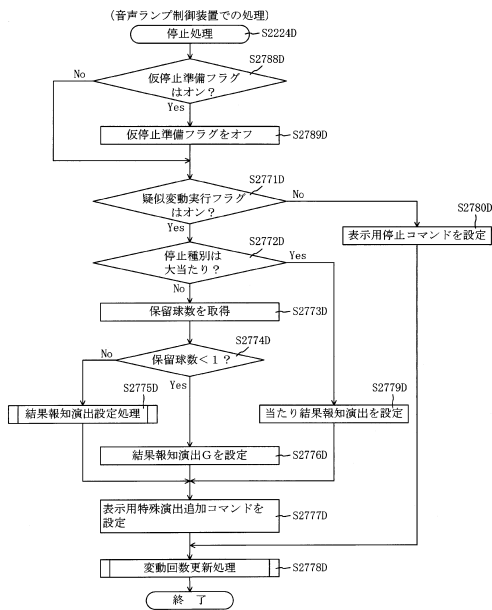 (音声ランプ制御装置での処理)
停止処理
S2224D
仮停止準備フラグ
はオン?
S2788D
No
Yes
仮停止準備フラグをオフ
S2789D
疑似変動実行フラグ
はオン?
S2771D
No
Yes
S2780D
表示用停止コマンドを設定
停止種別は
大当たり?
S2772D
Yes
No
保留球数を取得
S2773D
保留球数<1?
S2774D
No
Yes
S2775D
結果報知演出設定処理
S2779D
当たり結果報知演出を設定
結果報知演出Gを設定
S2776D
表示用特殊演出追加コマンドを
設定
S2777D
変動回数更新処理
S2778D
終 了